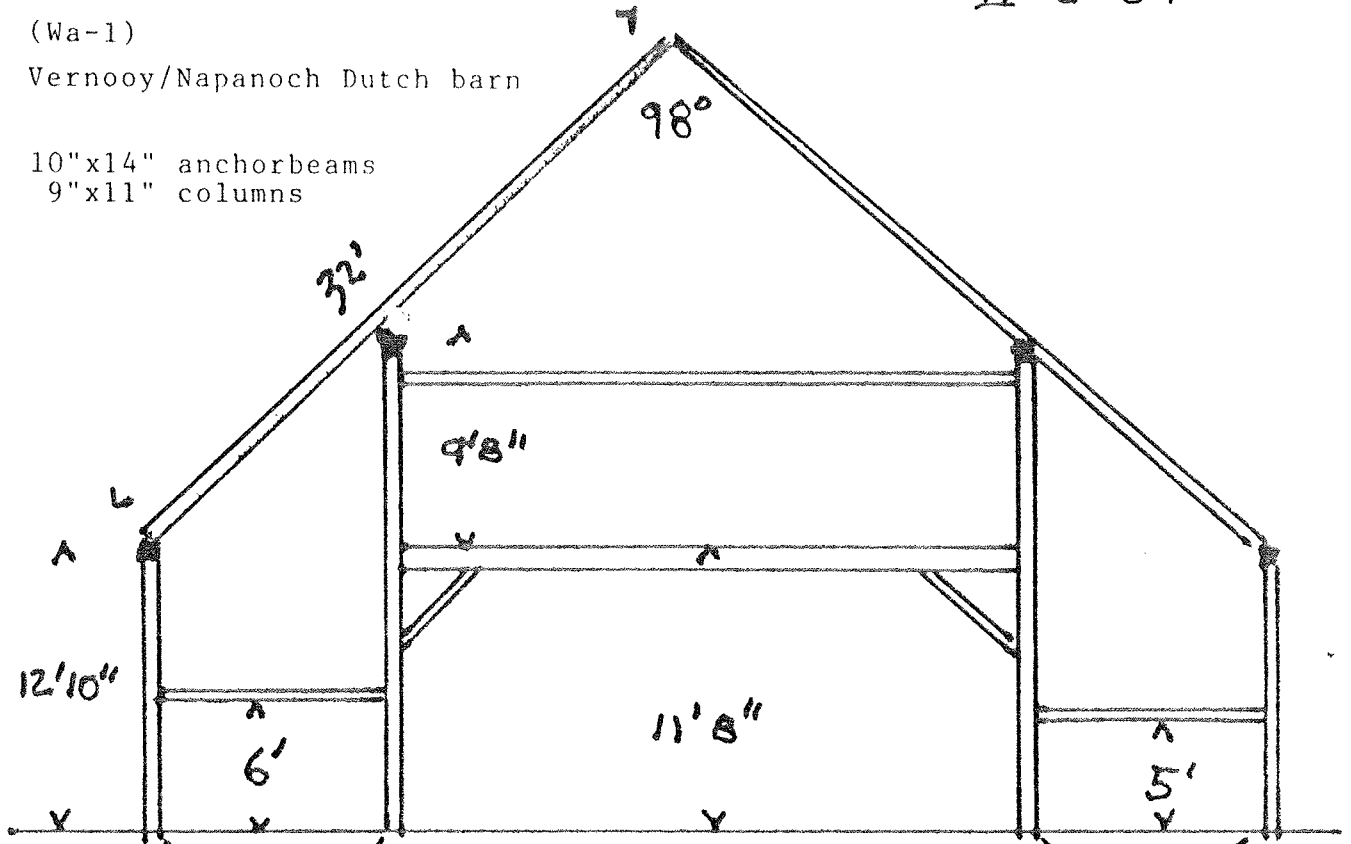 (Wa-1)
Vernooy/Napanoch Dutch barn
98°
10"x14" anchorbeams
9"x11" columns
32'
9'8"
12'10"
11'8"
6'
5'